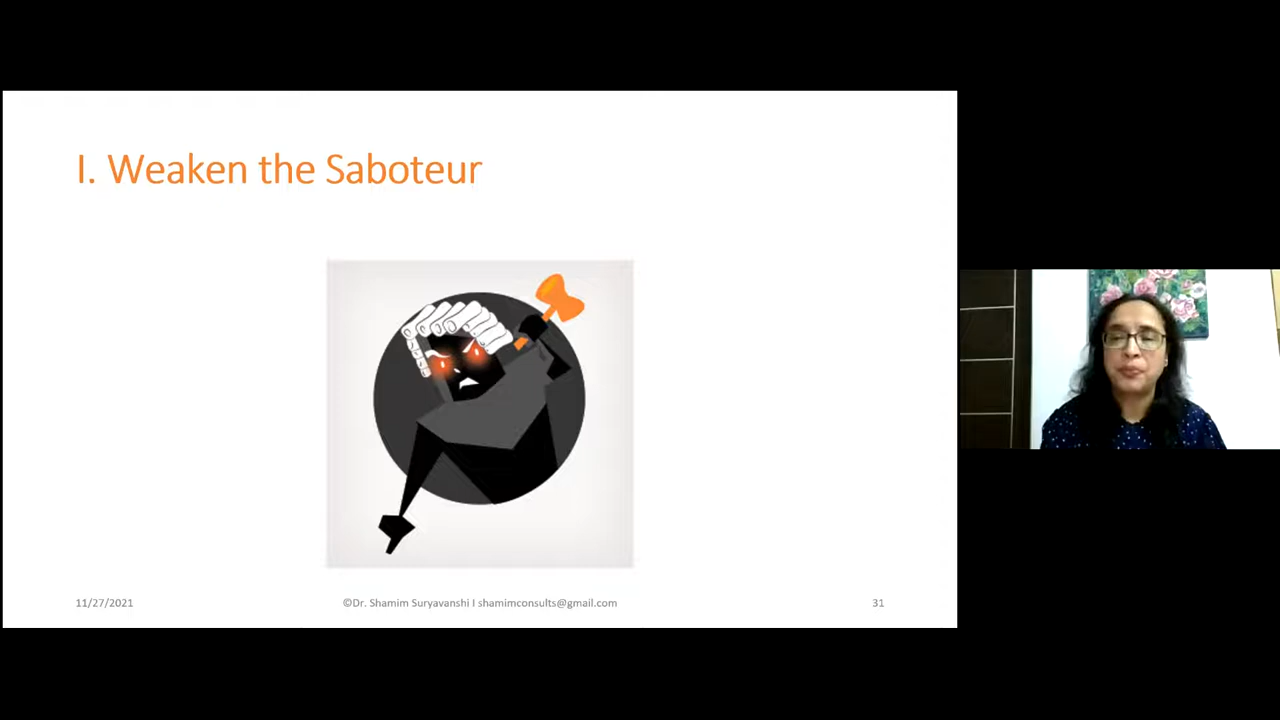 I. Weaken the Saboteur
11/27/2021
©Dr. Shamim Suryavanshi I shamimconsults@gmail.com
31